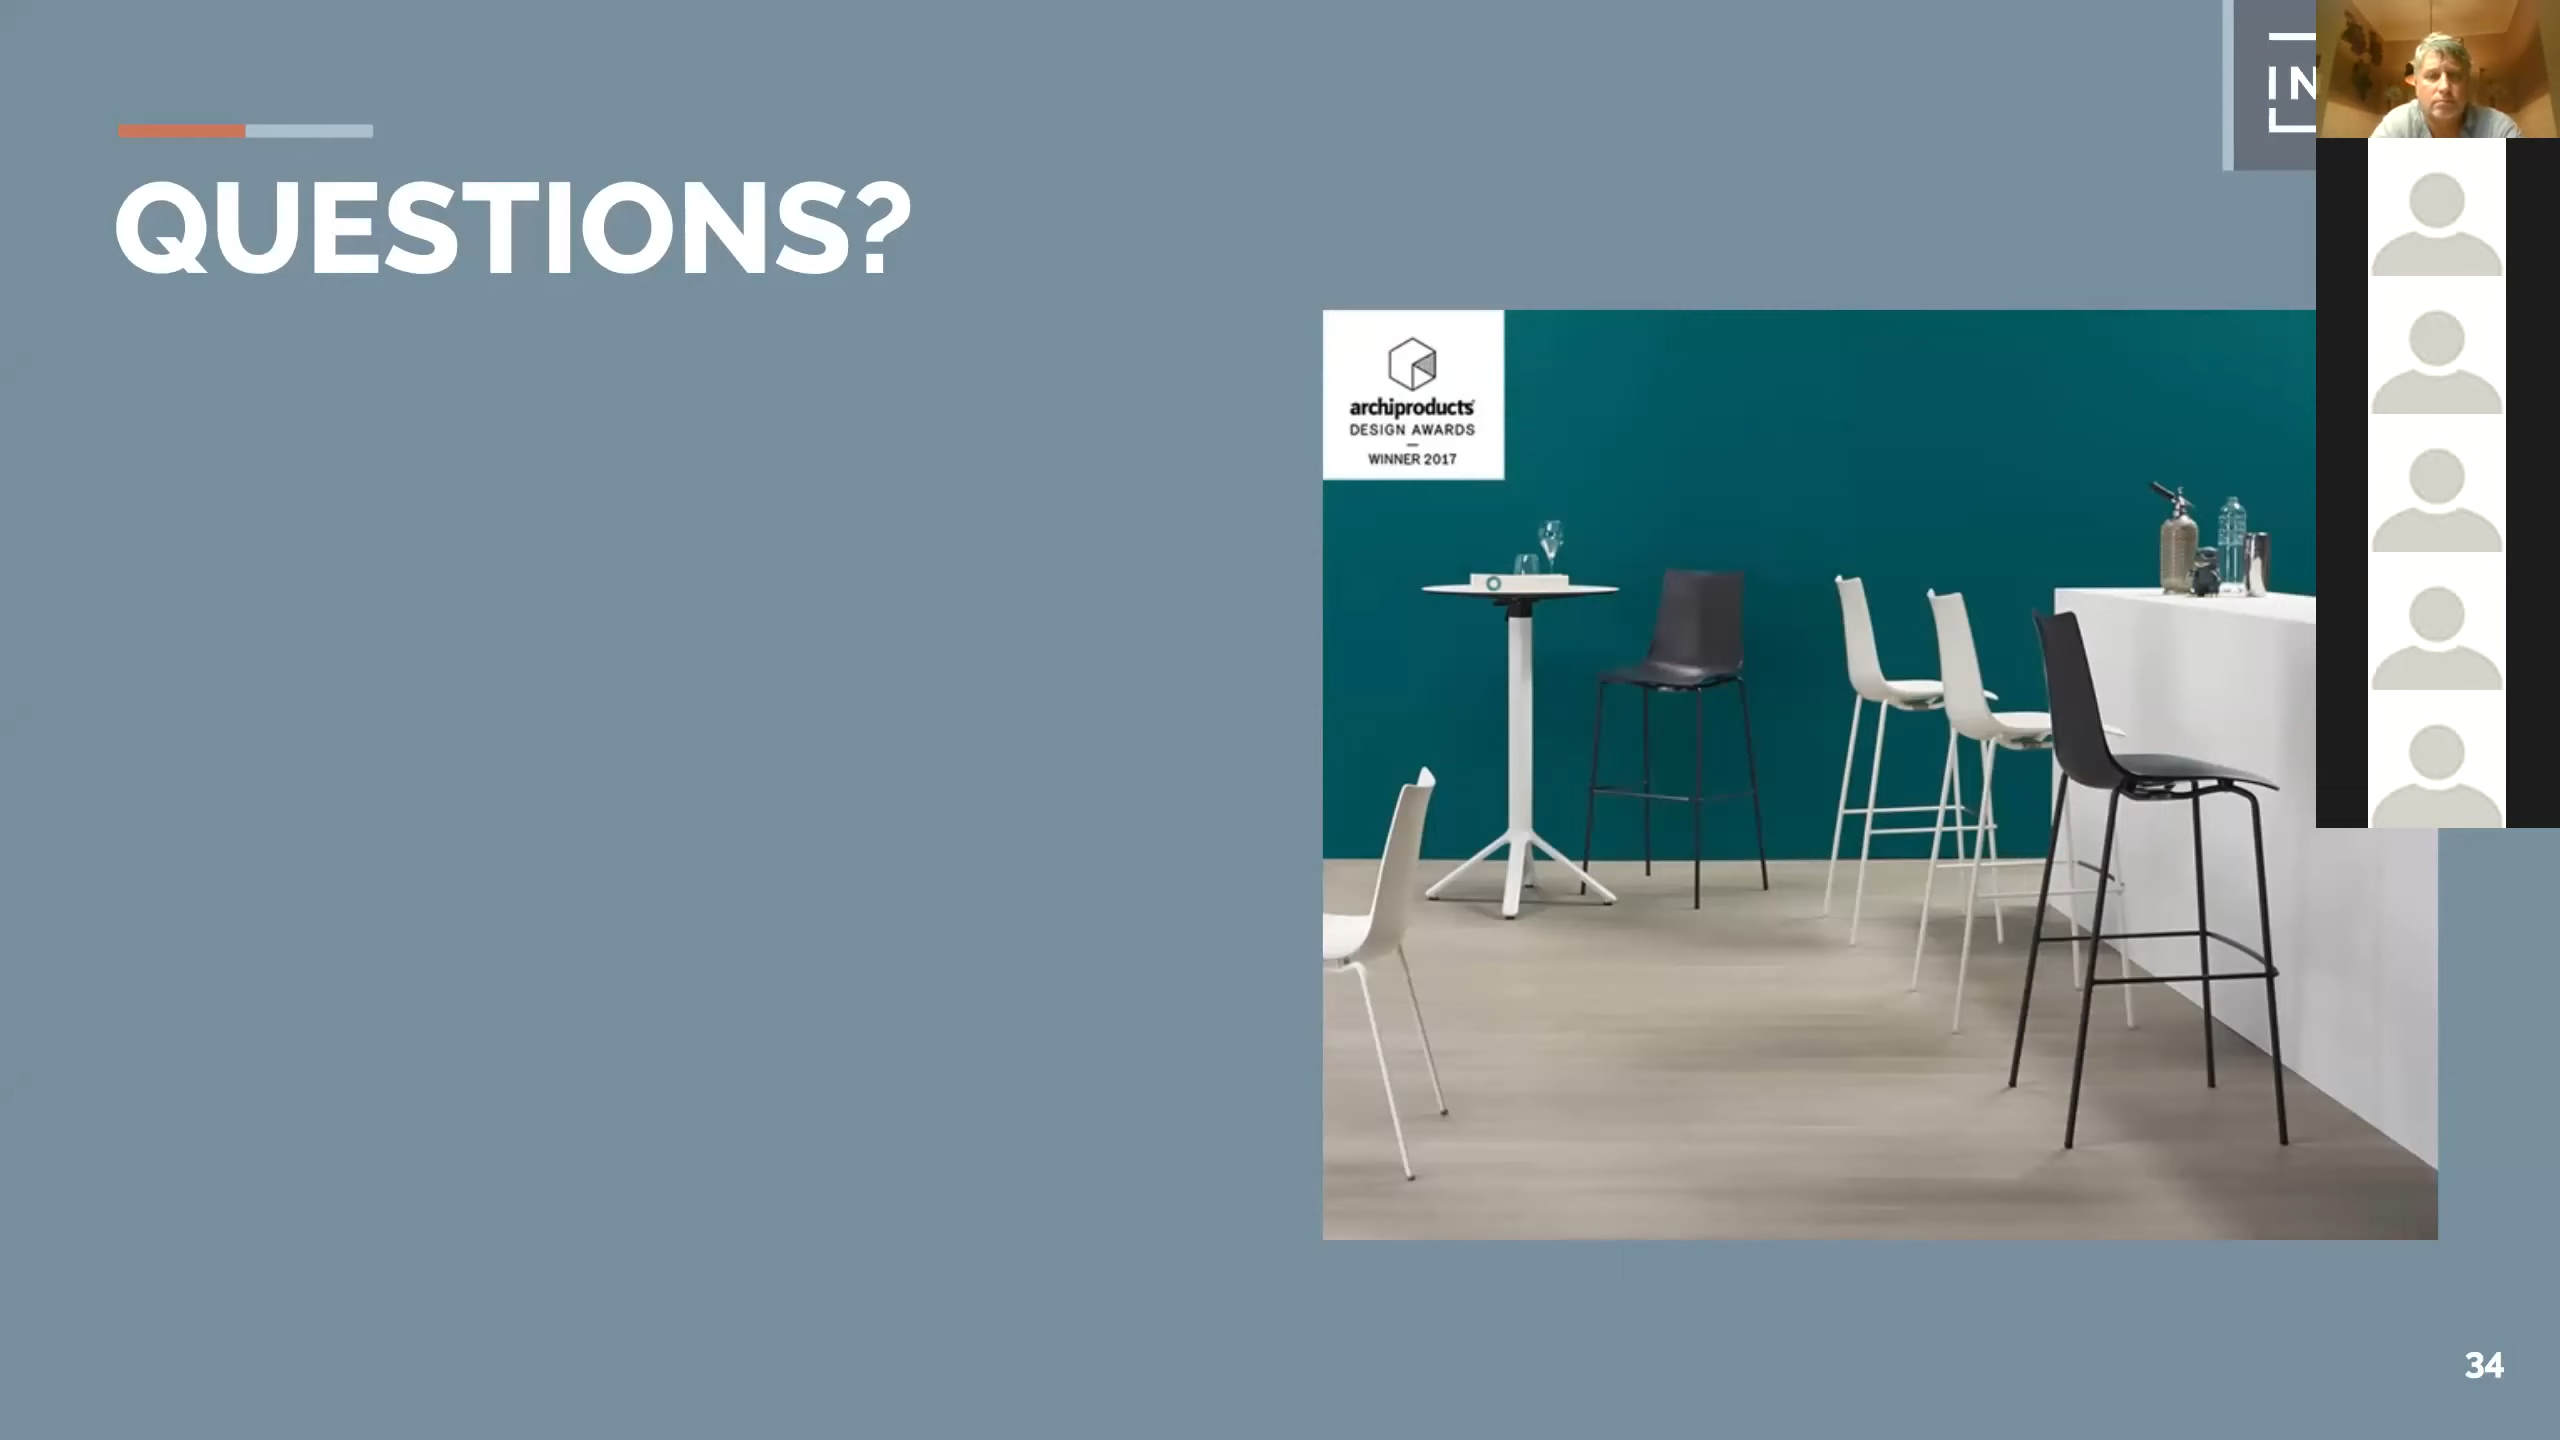 QUESTIONS?
IN
archiproducts
DESIGN AWARDS
WINNER 2017
34